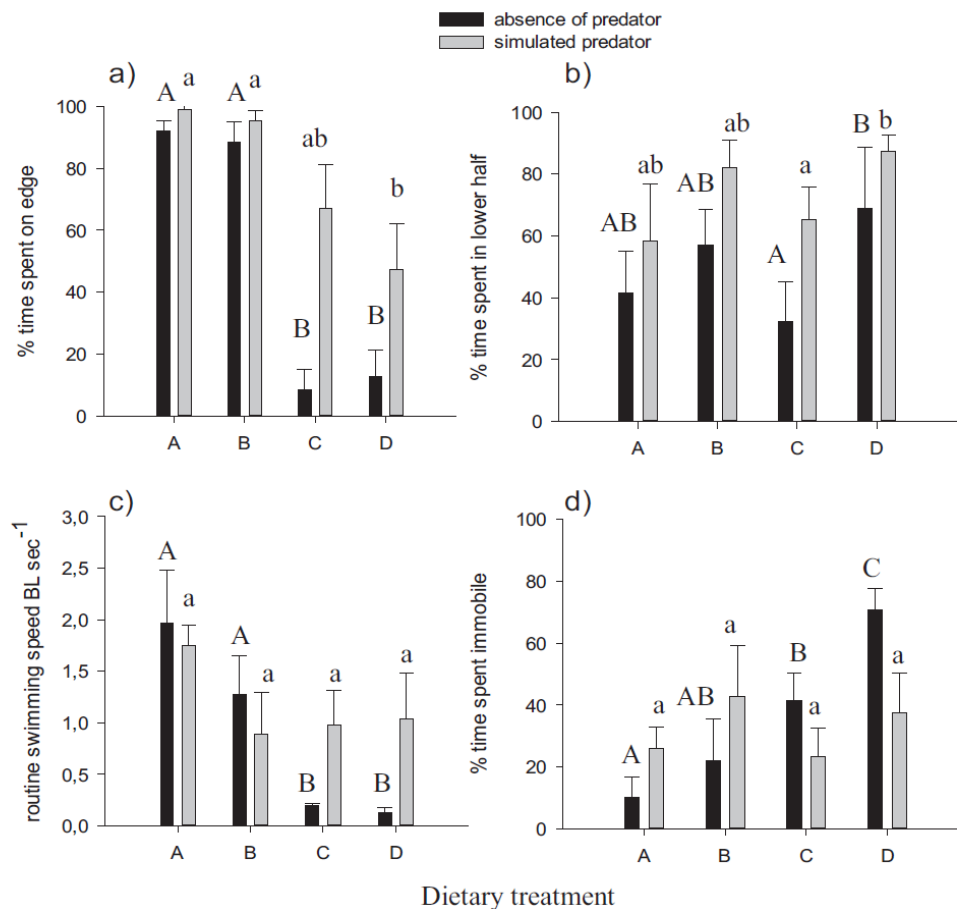 absence of predator
simulated predator
a)
A a A a ab b B B
% time spent on edge
100
80
60
40
20
0
A B C D
b)
AB ab AB ab A a B b
% time spent in lower half
100
80
60
40
20
0
A B C D
c)
A a A a B a B a
routine swimming speed BL sec-1
3,0
2,5
2,0
1,5
1,0
0,5
0,0
A B C D
d)
A a AB a B a C a
% time spent immobile
100
80
60
40
20
0
A B C D
Dietary treatment